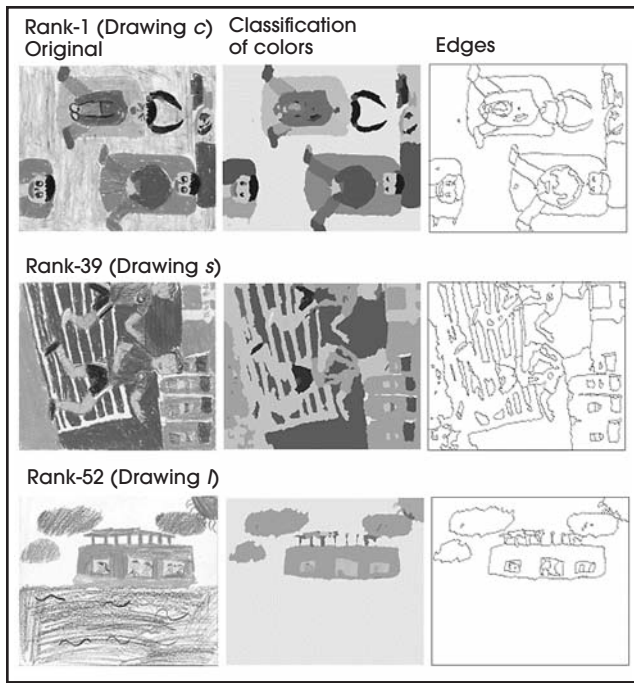 Rank-1 (Drawing c)
Original
Classification
of colors
Edges
Rank-39 (Drawing s)
Rank-52 (Drawing l)